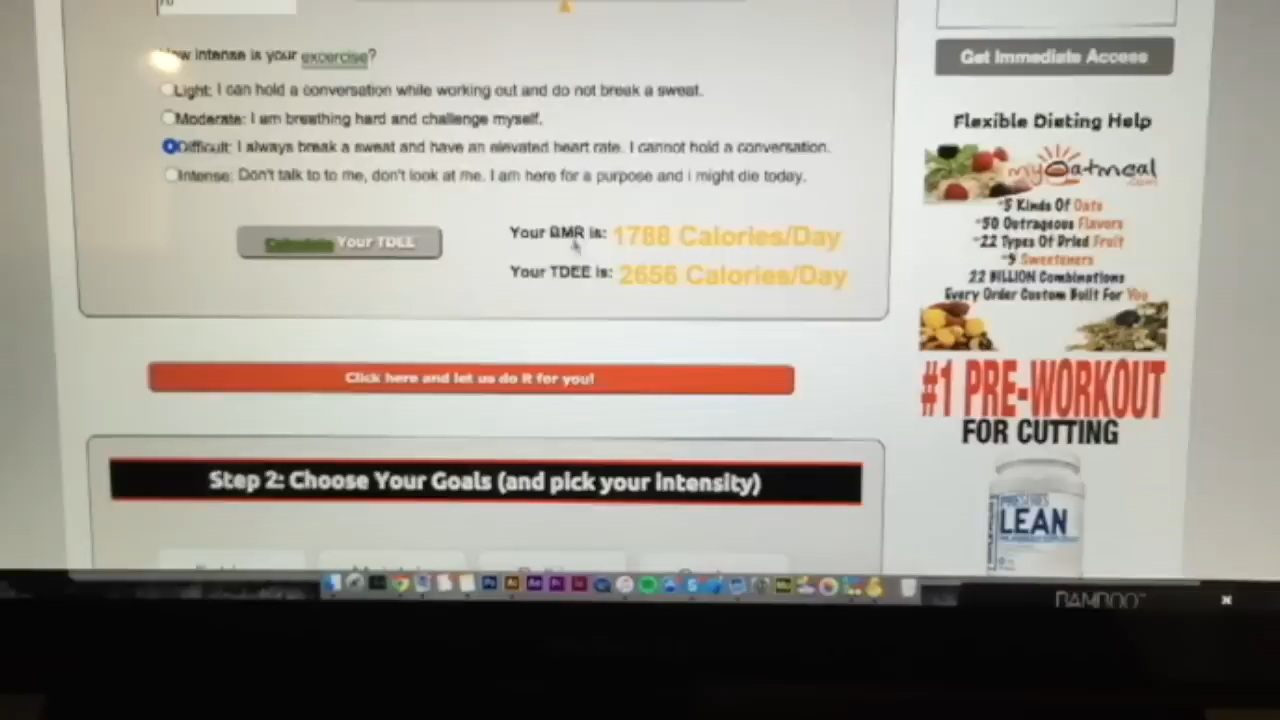 How intense is your excercise?
Light: I can hold a conversation while working out and do not break a sweat.
Moderate: I am breathing hard and challenge myself.
Difficult: I always break a sweat and have an elevated heart rate. I cannot hold a conversation.
Intense: Don't talk to to me, don't look at me. I am here for a purpose and i might die today.
Calculate Your TDEE
Your BMR is: 1788 Calories/Day
Your TDEE is: 2656 Calories/Day
Click here and let us do it for you!
Step 2: Choose Your Goals (and pick your intensity)
Get Immediate Access
Flexible Dieting Help
myOatmeal
.com
*5 Kinds Of Oats
*50 Outrageous Flavors
*22 Types Of Dried Fruit
*9 Sweeteners
22 BILLION Combinations
Every Order Custom Built For You
#1 PRE-WORKOUT
FOR CUTTING
PRESERIES
LEAN
BAMBOO™